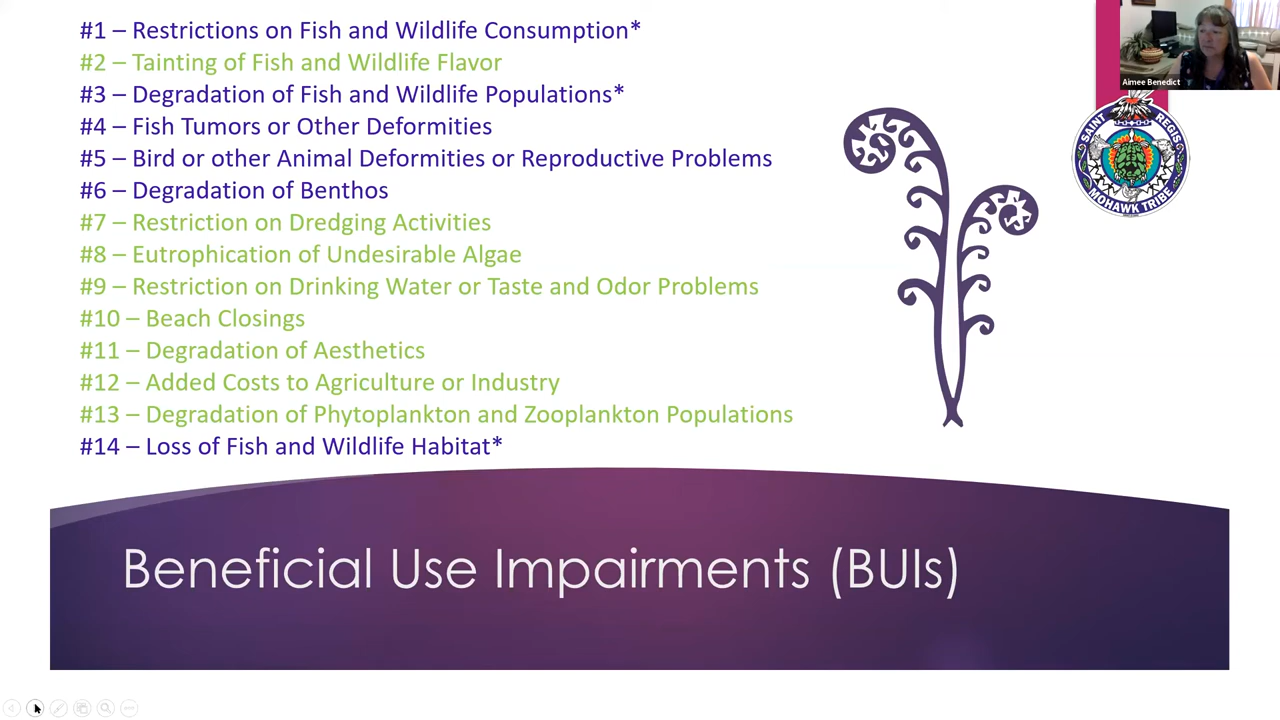 #1 – Restrictions on Fish and Wildlife Consumption*
#2 – Tainting of Fish and Wildlife Flavor
#3 – Degradation of Fish and Wildlife Populations*
#4 – Fish Tumors or Other Deformities
#5 – Bird or other Animal Deformities or Reproductive Problems
#6 – Degradation of Benthos
#7 – Restriction on Dredging Activities
#8 – Eutrophication of Undesirable Algae
#9 – Restriction on Drinking Water or Taste and Odor Problems
#10 – Beach Closings
#11 – Degradation of Aesthetics
#12 – Added Costs to Agriculture or Industry
#13 – Degradation of Phytoplankton and Zooplankton Populations
#14 – Loss of Fish and Wildlife Habitat*
Aimee Benedict
SAINT REGIS
MOHAWK TRIBE
Beneficial Use Impairments (BUIs)